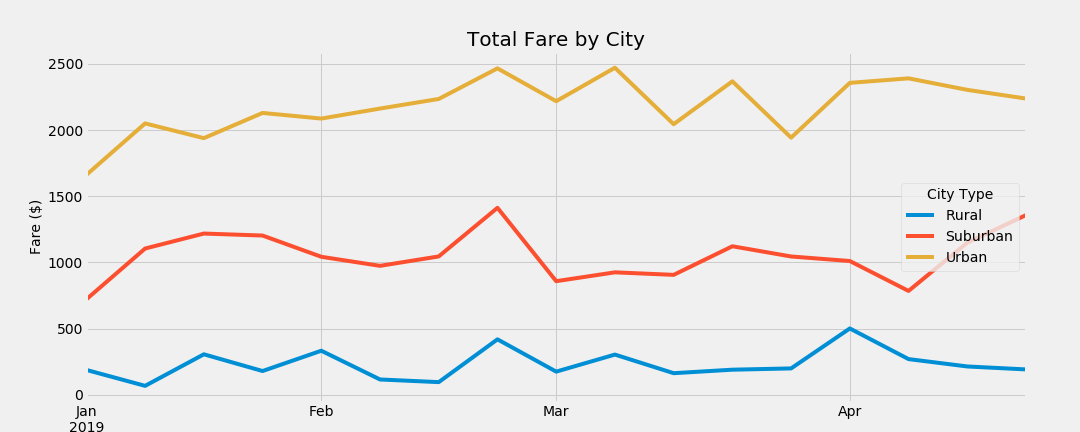 Total Fare by City
2500
2000
1500
1000
500
0
Fare ($)
City Type
Rural
Suburban
Urban
Jan
2019
Feb
Mar
Apr